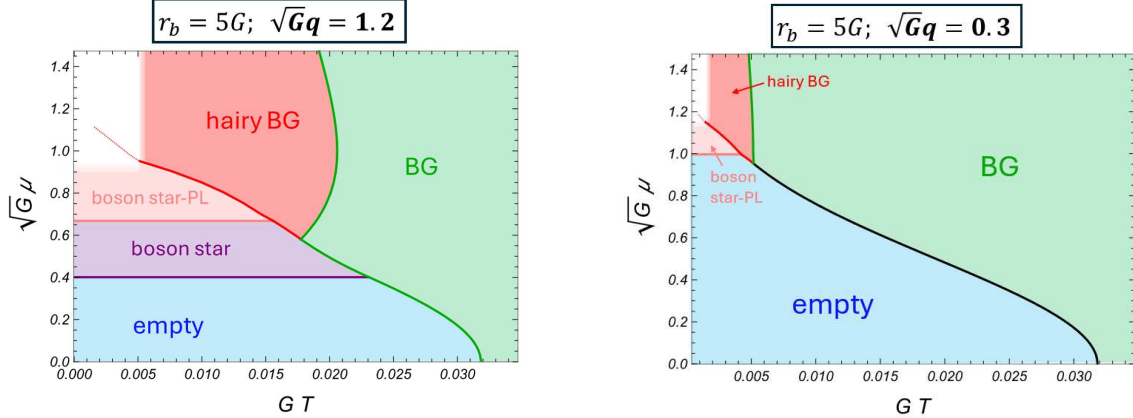 r_b = 5G; √Gq = 1.2
√G μ
1.4
1.2
1.0
0.8
0.6
0.4
0.2
0.0
hairy BG
BG
boson star-PL
boson star
empty
0.000 0.005 0.010 0.015 0.020 0.025 0.030
G T
r_b = 5G; √Gq = 0.3
√G μ
1.4
1.2
1.0
0.8
0.6
0.4
0.2
0.0
hairy BG
boson
star-PL
BG
empty
0.005 0.010 0.015 0.020 0.025 0.030
G T